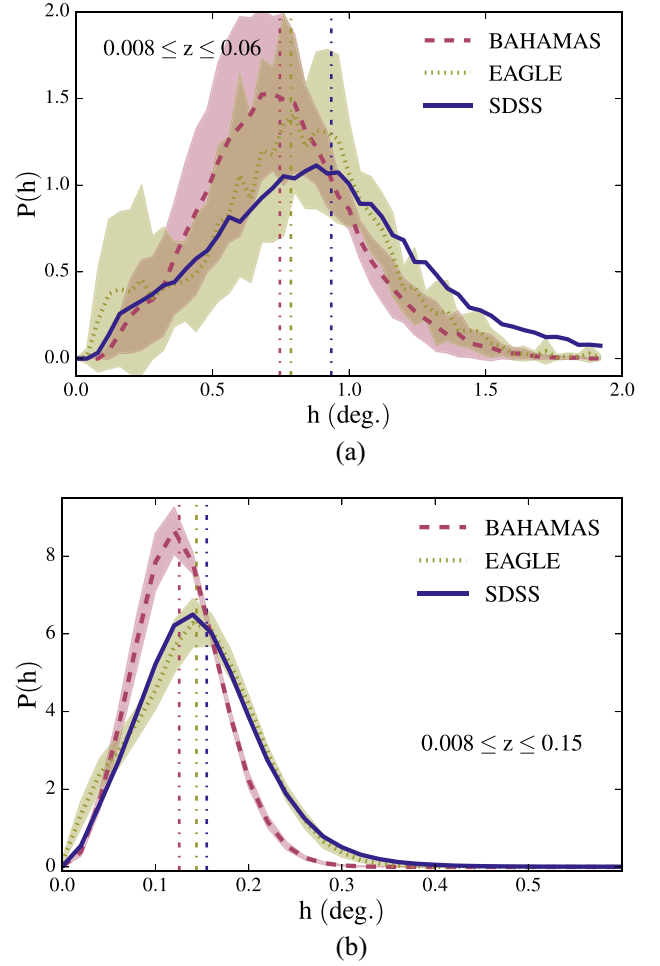 2.0
0.008 ≤ z ≤ 0.06
BAHAMAS
EAGLE
SDSS
1.5
1.0
0.5
0.0
P(h)
0.0 0.5 1.0 1.5 2.0
h (deg.)
(a)
8
6
4
2
0
P(h)
BAHAMAS
EAGLE
SDSS
0.008 ≤ z ≤ 0.15
0.0 0.1 0.2 0.3 0.4 0.5
h (deg.)
(b)